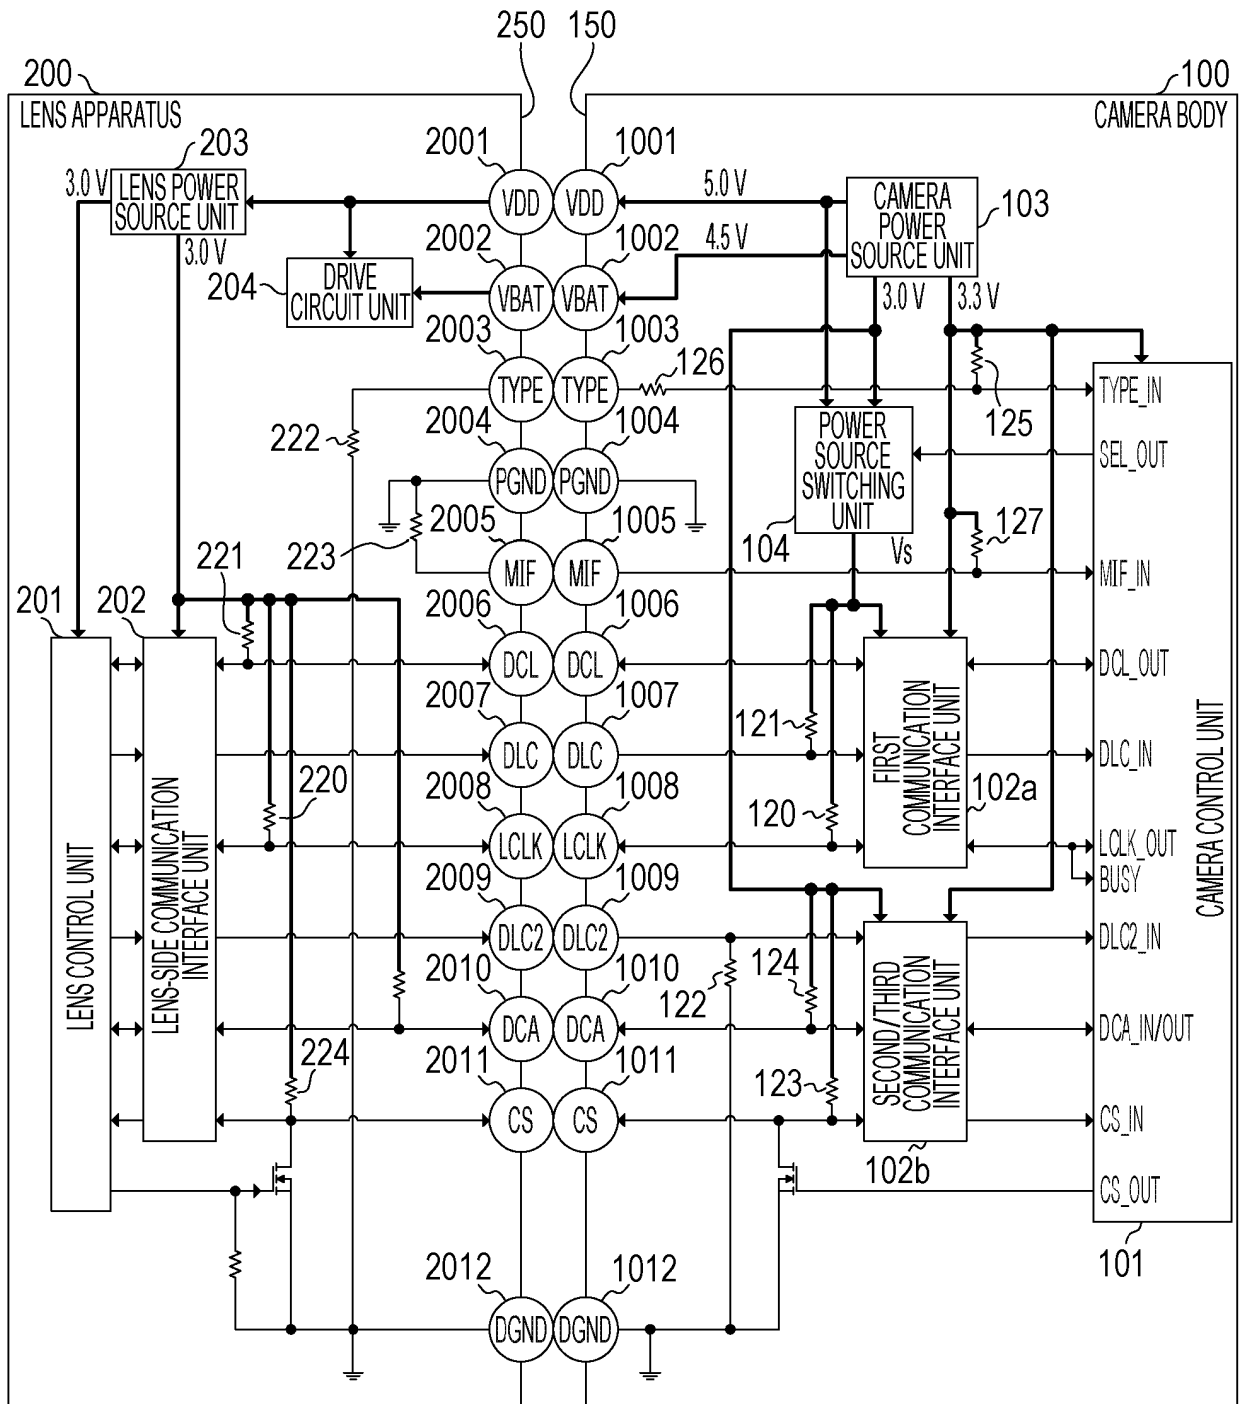 250
150
200
100
LENS APPARATUS
CAMERA BODY
203
2001
1001
3.0 V
LENS POWER
SOURCE UNIT
VDD
VDD
5.0 V
CAMERA
POWER
SOURCE UNIT
103
3.0 V
2002
1002
4.5 V
204
DRIVE
CIRCUIT UNIT
VBAT
VBAT
3.0 V
3.3 V
2003
1003
126
TYPE
TYPE
125
TYPE_IN
222
2004
1004
POWER
SOURCE
SWITCHING
UNIT
SEL_OUT
PGND
PGND
2005
1005
104
127
223
Vs
221
MIF
MIF
MIF_IN
201
202
2006
1006
DCL
DCL
DCL_OUT
2007
1007
121
DLC
DLC
DLC_IN
220
2008
1008
120
FIRST
COMMUNICATION
INTERFACE UNIT
102a
LCLK
LCLK
LCLK_OUT
BUSY
CAMERA CONTROL UNIT
LENS CONTROL UNIT
LENS-SIDE COMMUNICATION
INTERFACE UNIT
2009
1009
DLC2
DLC2
DLC2_IN
2010
1010
122
124
DCA
DCA
SECOND/THIRD
COMMUNICATION
INTERFACE UNIT
DCA_IN/OUT
224
2011
1011
123
CS
CS
CS_IN
102b
CS_OUT
101
2012
1012
DGND
DGND